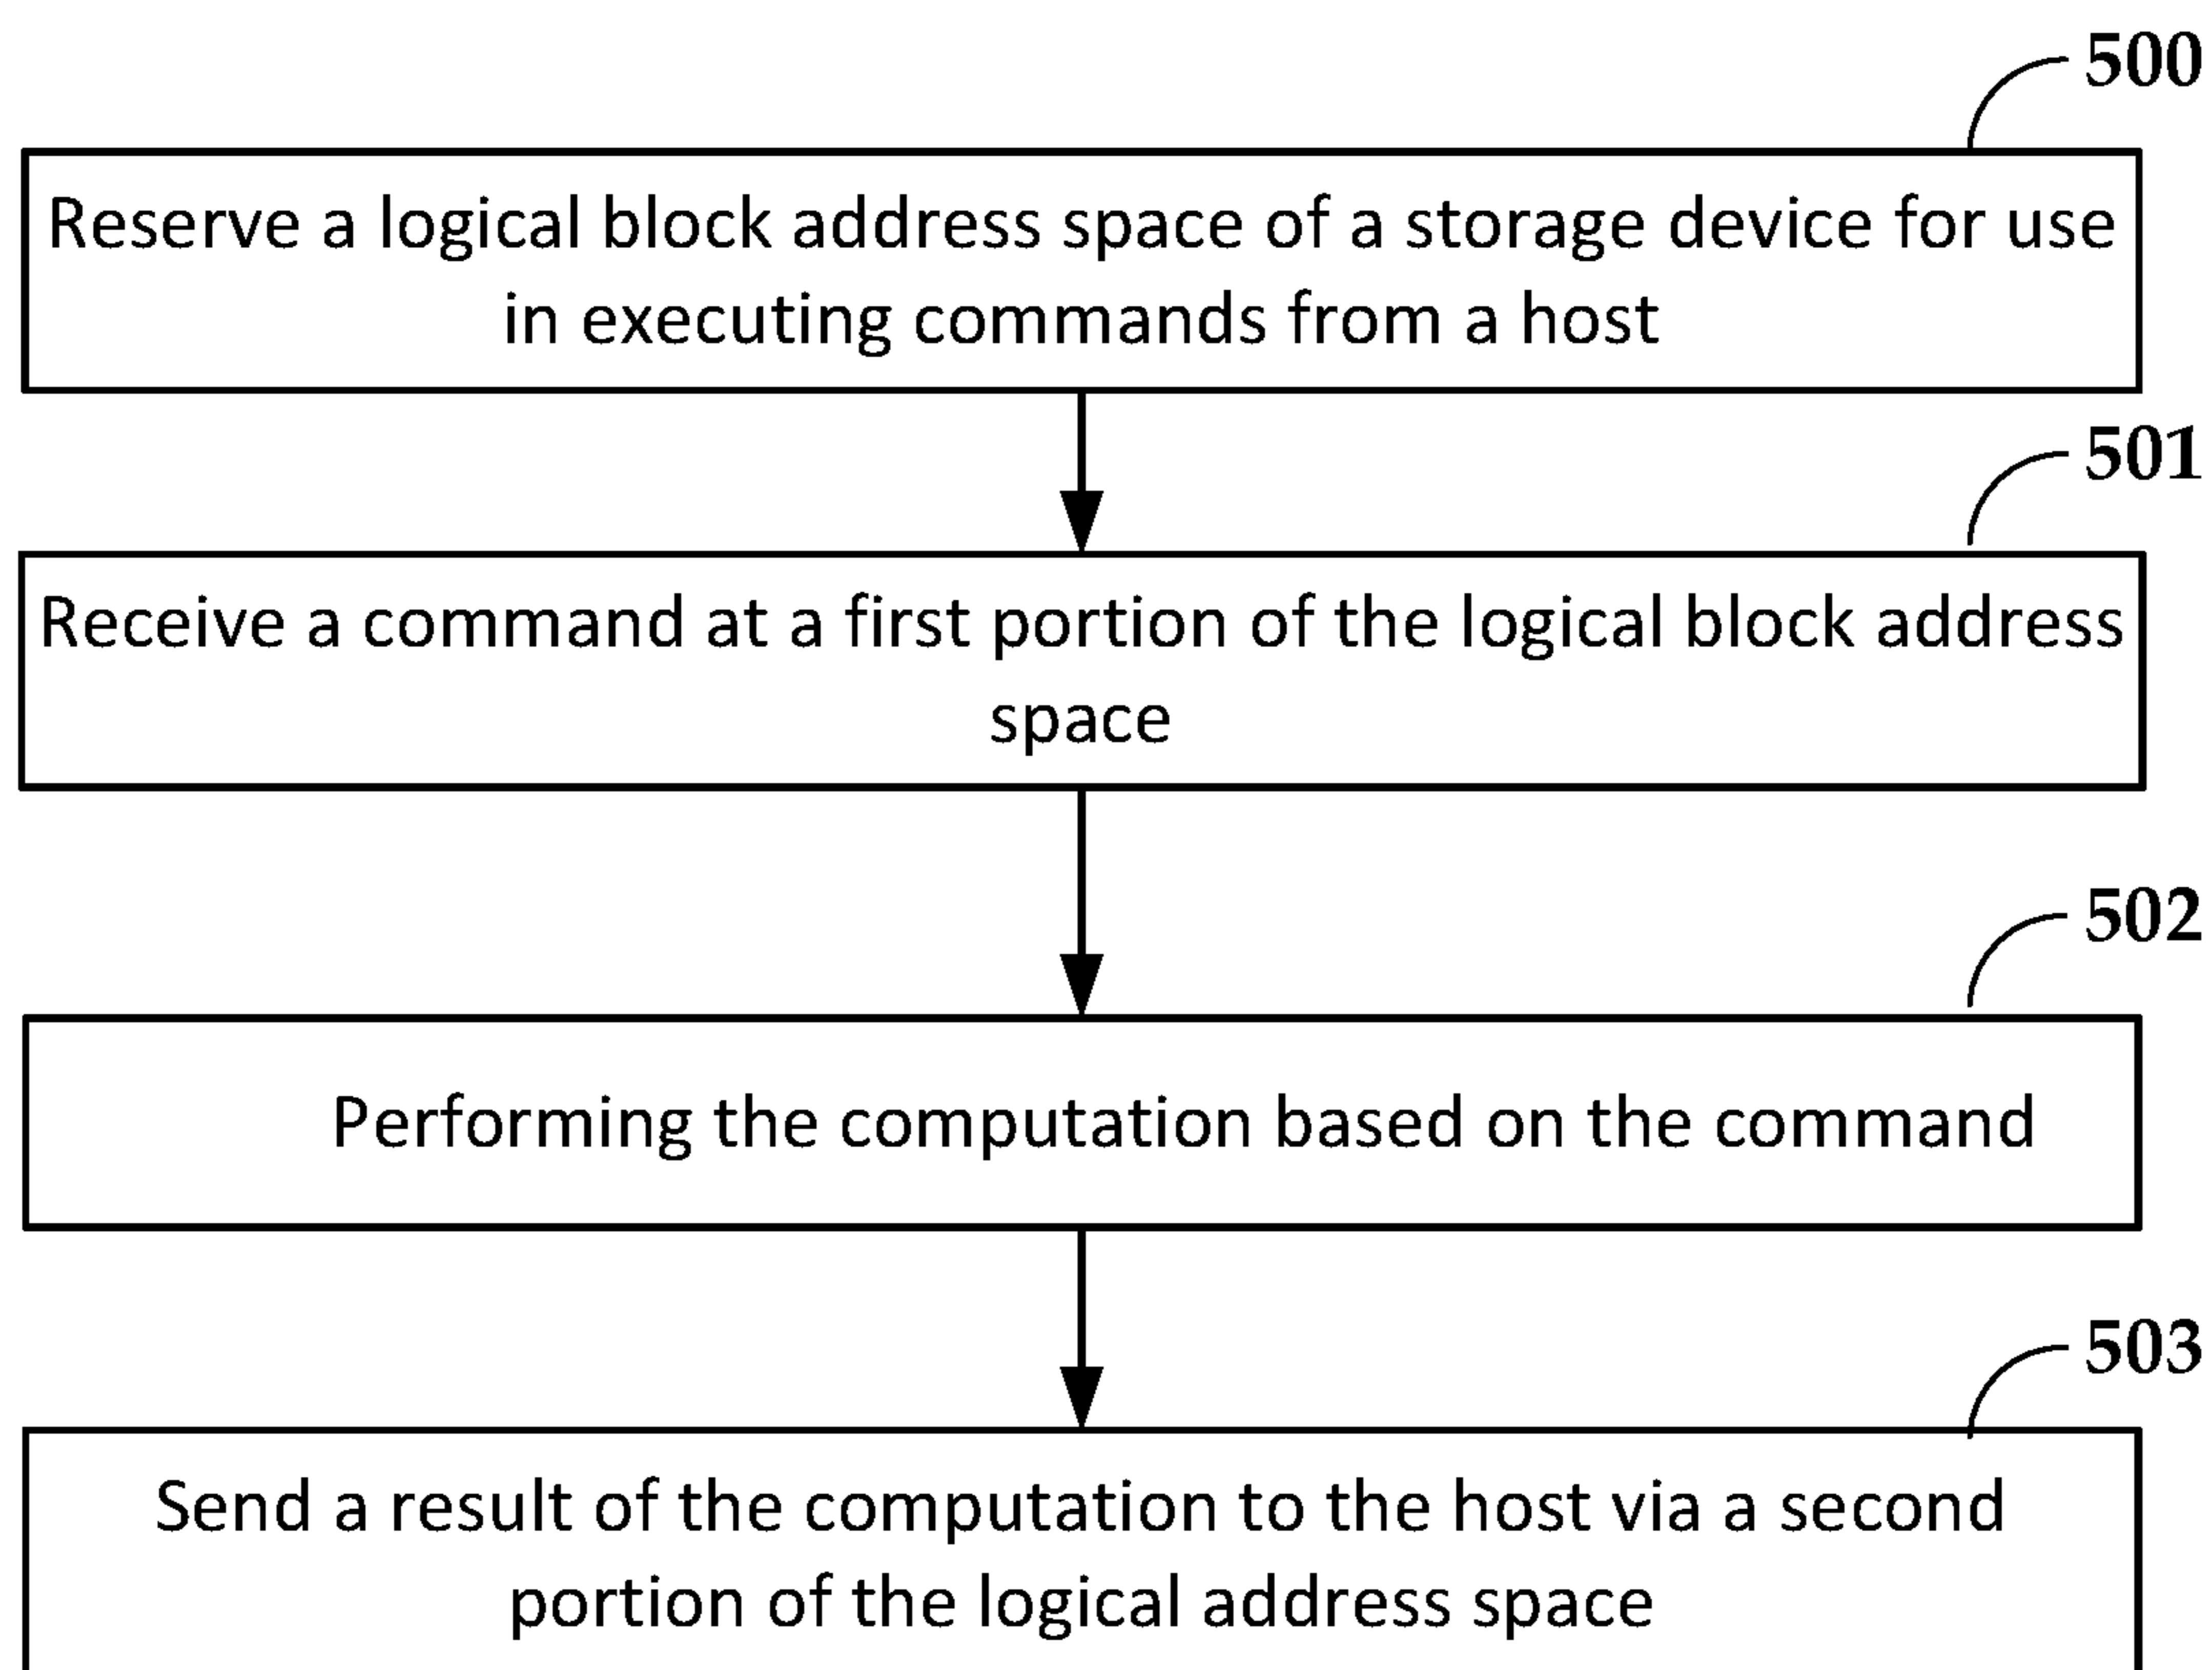 500
Reserve a logical block address space of a storage device for use
in executing commands from a host
501
Receive a command at a first portion of the logical block address
space
502
Performing the computation based on the command
503
Send a result of the computation to the host via a second
portion of the logical address space